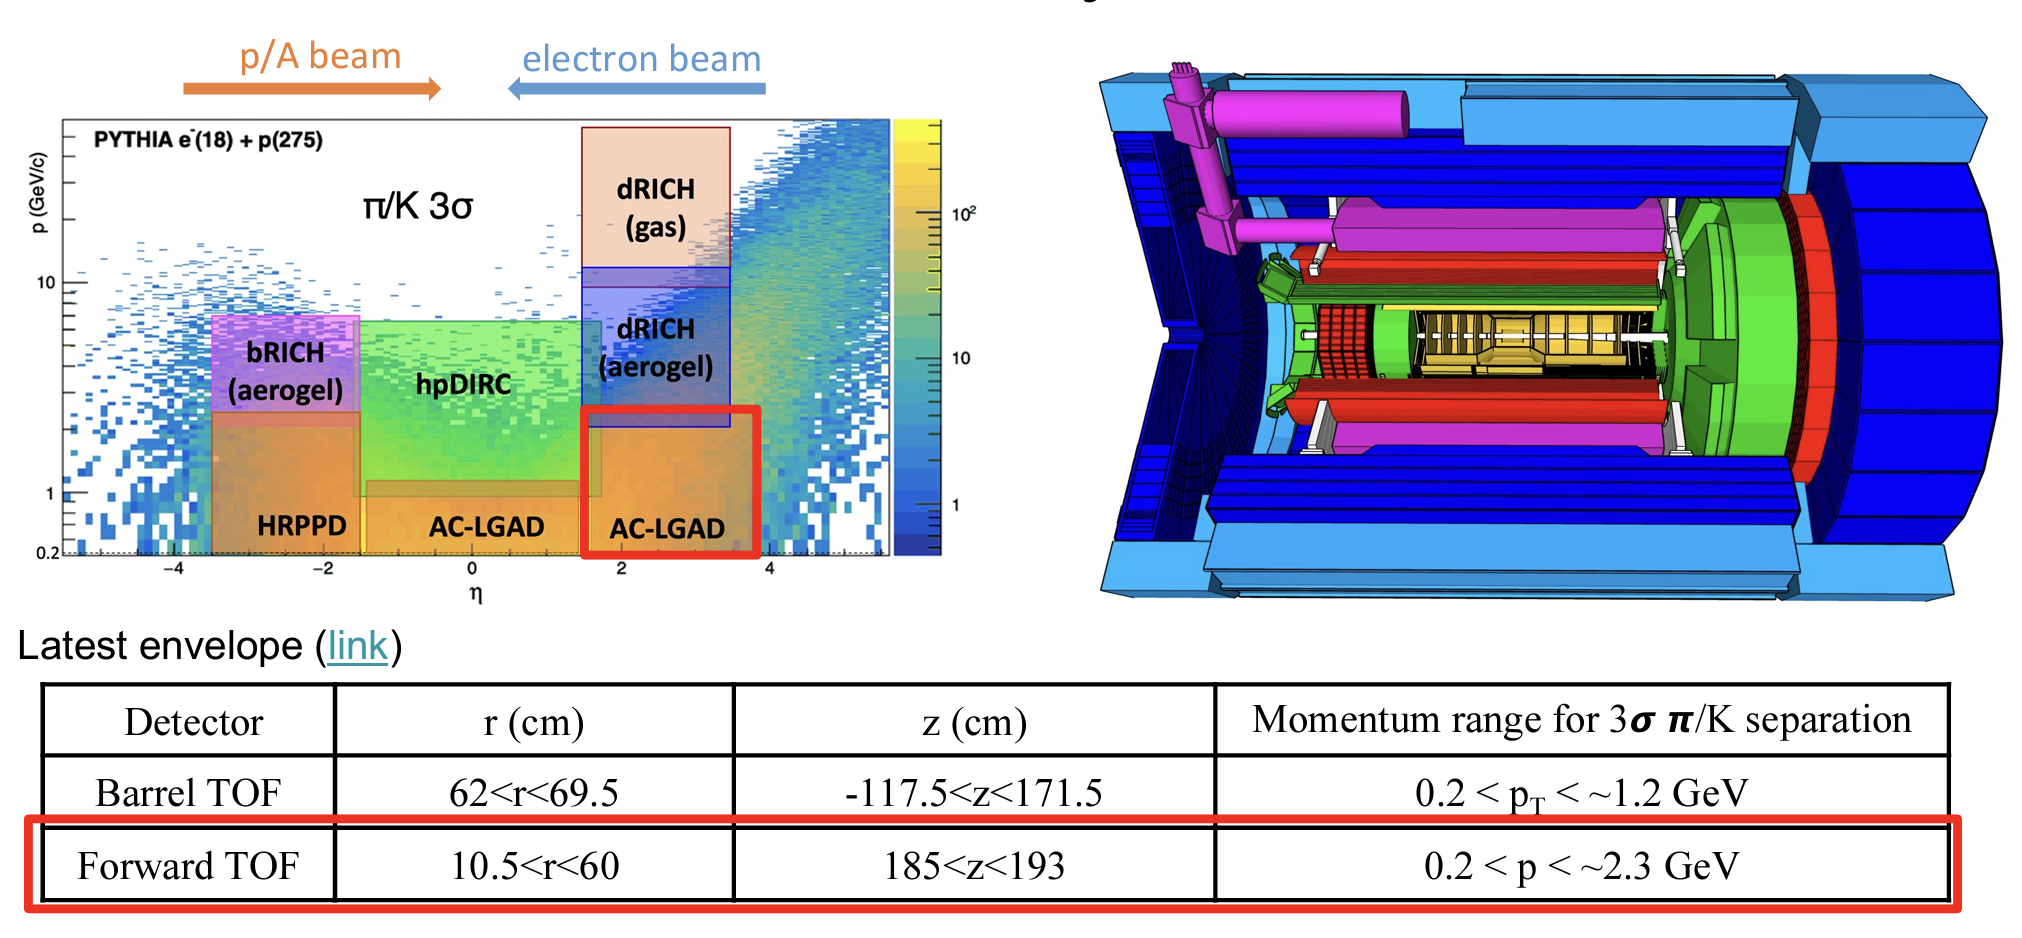 p/A beam
electron beam
PYTHIA e⁻(18) + p(275)
π/K 3σ
dRICH
(gas)
dRICH
(aerogel)
bRICH
(aerogel)
hpDIRC
HRPPD
AC-LGAD
AC-LGAD
p (GeV/c)
10
1
0.2
−4
−2
0
2
4
η
10²
10
1
Latest envelope (link)
Detector r (cm) z (cm) Momentum range for 3σ π/K separation
Barrel TOF 62<r<69.5 -117.5<z<171.5 0.2 < pT < ~1.2 GeV
Forward TOF 10.5<r<60 185<z<193 0.2 < p < ~2.3 GeV